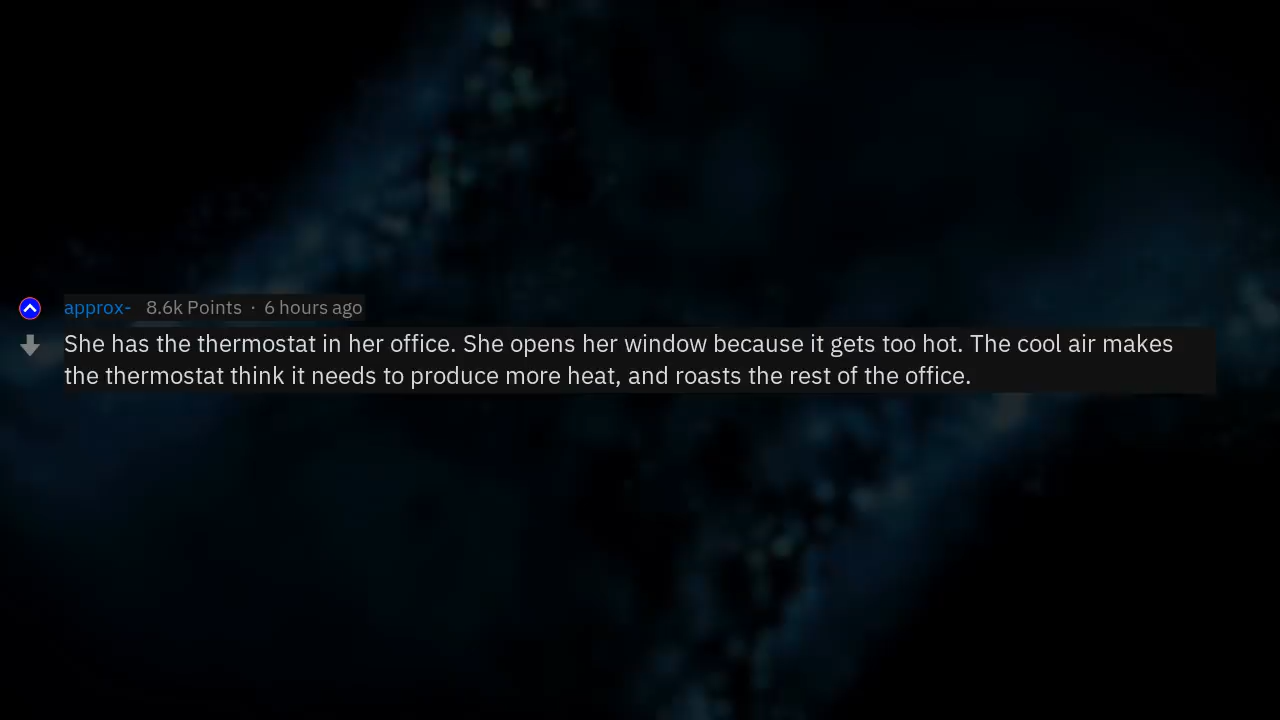 approx- 8.6k Points · 6 hours ago
She has the thermostat in her office. She opens her window because it gets too hot. The cool air makes
the thermostat think it needs to produce more heat, and roasts the rest of the office.